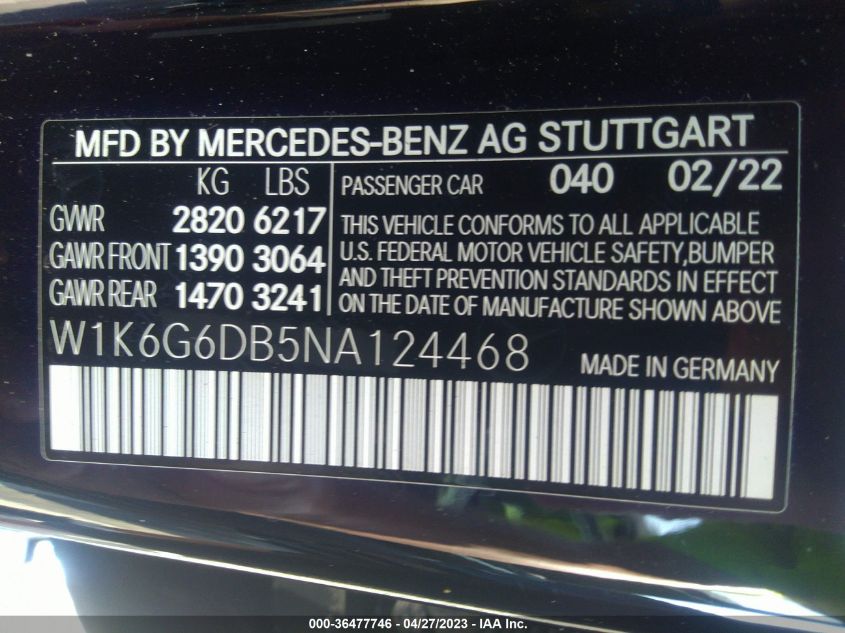 MFD BY MERCEDES-BENZ AG STUTTGART
KG LBS
GVWR 2820 6217
GAWR FRONT 1390 3064
GAWR REAR 1470 3241
PASSENGER CAR 040 02/22
THIS VEHICLE CONFORMS TO ALL APPLICABLE
U.S. FEDERAL MOTOR VEHICLE SAFETY,BUMPER
AND THEFT PREVENTION STANDARDS IN EFFECT
ON THE DATE OF MANUFACTURE SHOWN ABOVE
W1K6G6DB5NA124468
MADE IN GERMANY
000-36477746 - 04/27/2023 - IAA Inc.